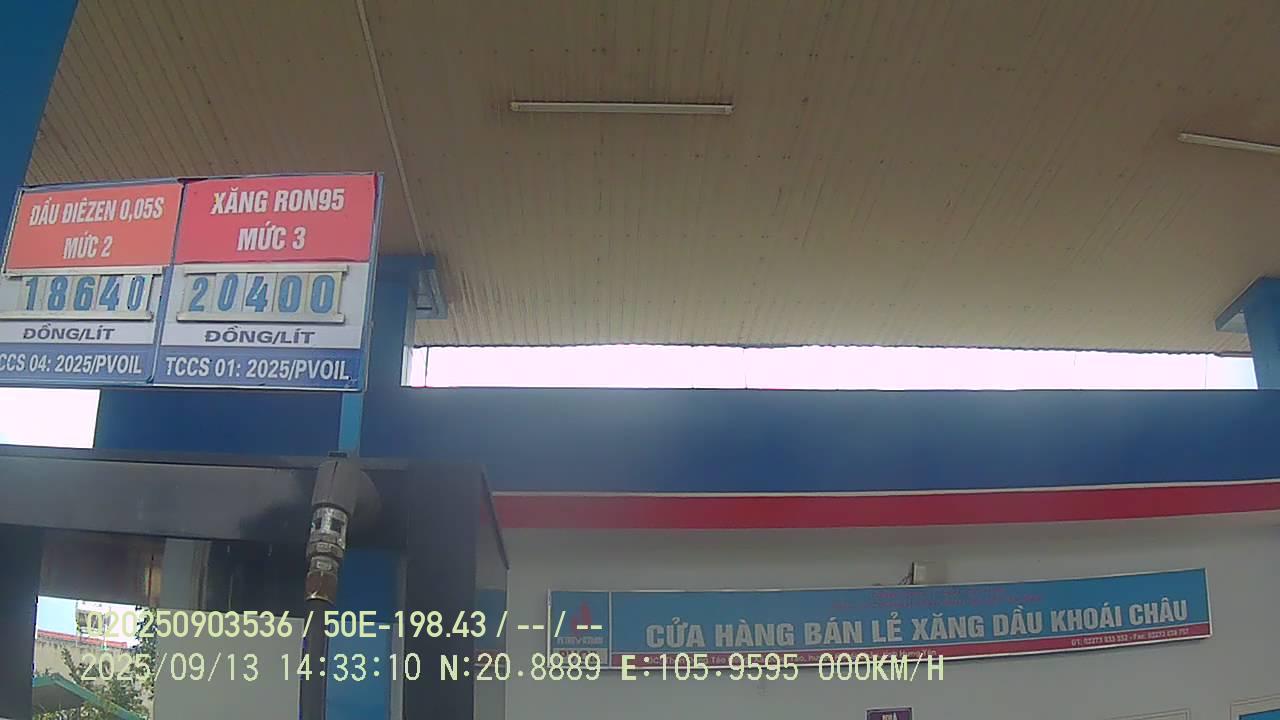 DẦU ĐIÊZEN 0,05S
MỨC 2
18640
ĐỒNG/LÍT
TCCS 04: 2025/PVOIL
XĂNG RON95
MỨC 3
20400
ĐỒNG/LÍT
TCCS 01: 2025/PVOIL
CỬA HÀNG BÁN LẺ XĂNG DẦU KHOÁI CHÂU
020250903536 / 50E-198.43 / --/--
2025/09/13 14:33:10 N:20.8889 E:105.9595 000KM/H